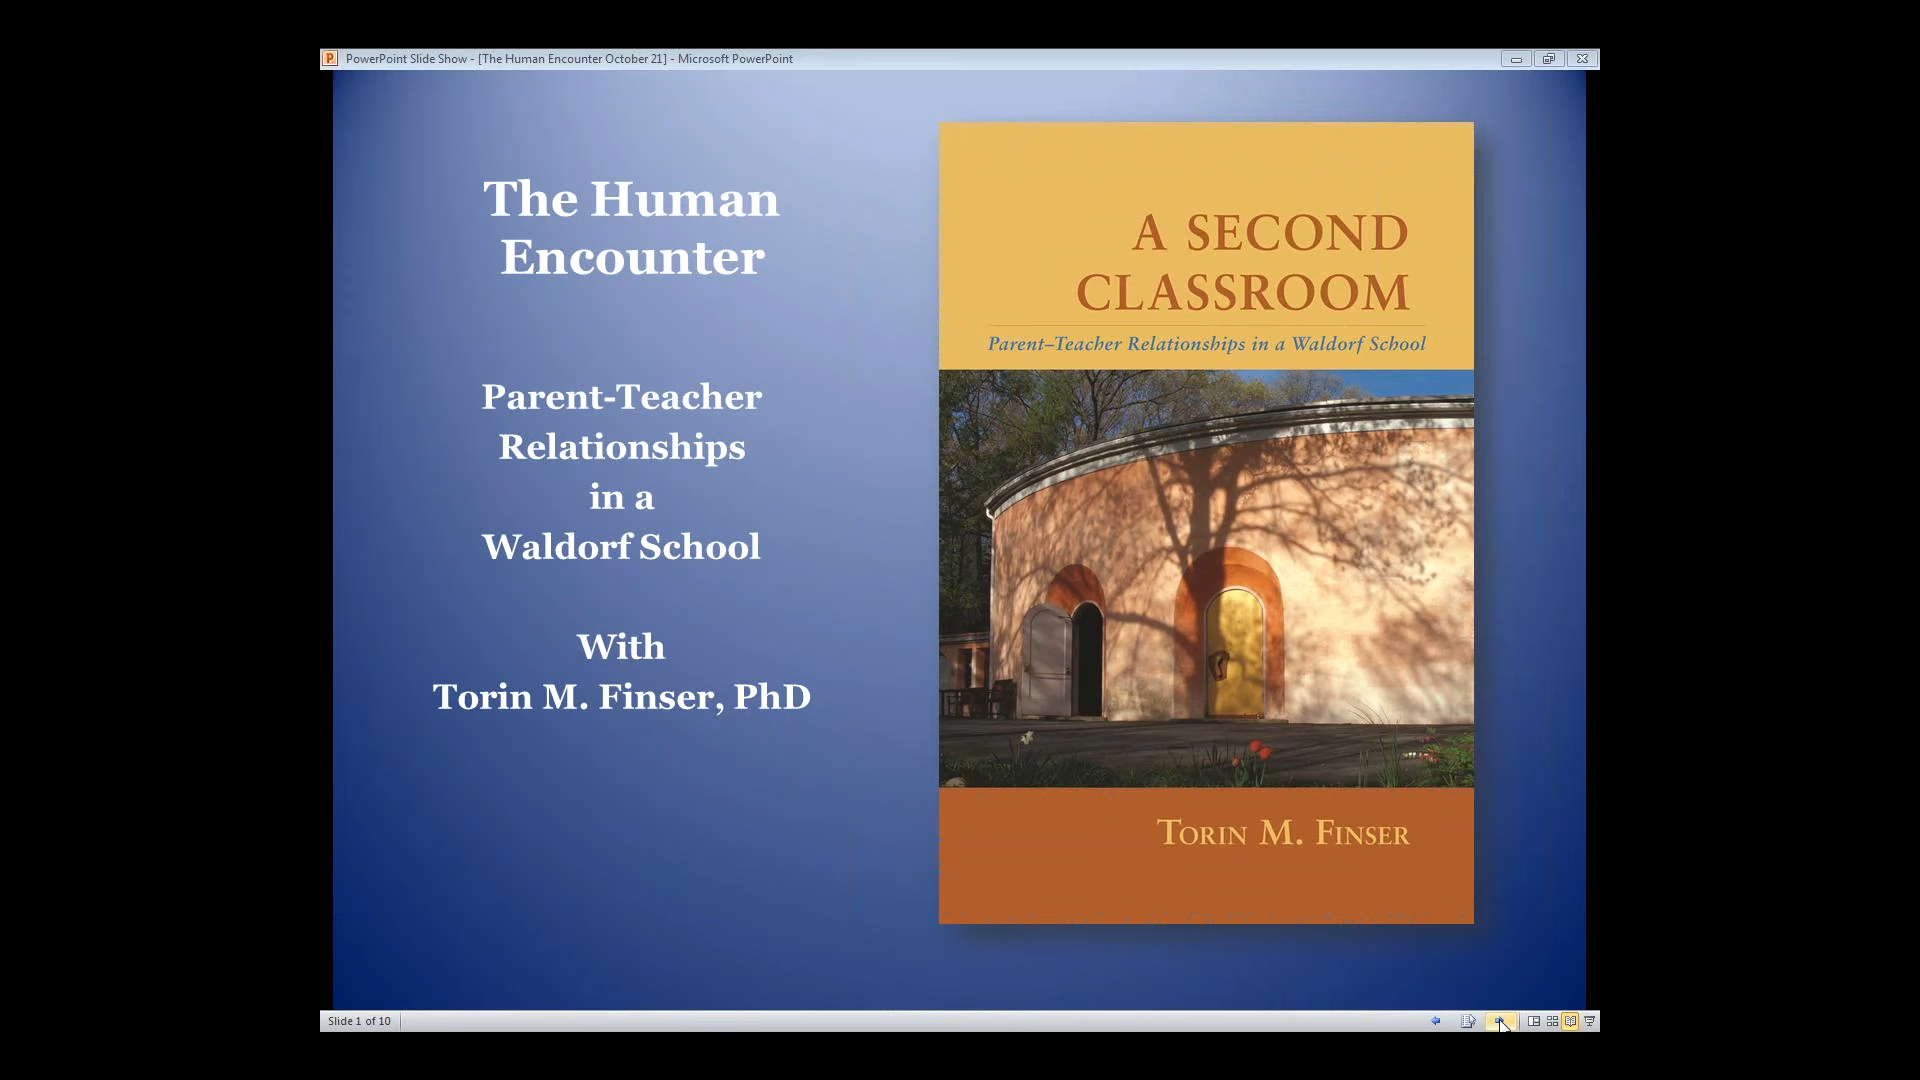 PowerPoint Slide Show - [The Human Encounter October 21] - Microsoft PowerPoint
The Human
Encounter
Parent-Teacher
Relationships
in a
Waldorf School
With
Torin M. Finser, PhD
A SECOND
CLASSROOM
Parent–Teacher Relationships in a Waldorf School
TORIN M. FINSER
Slide 1 of 10